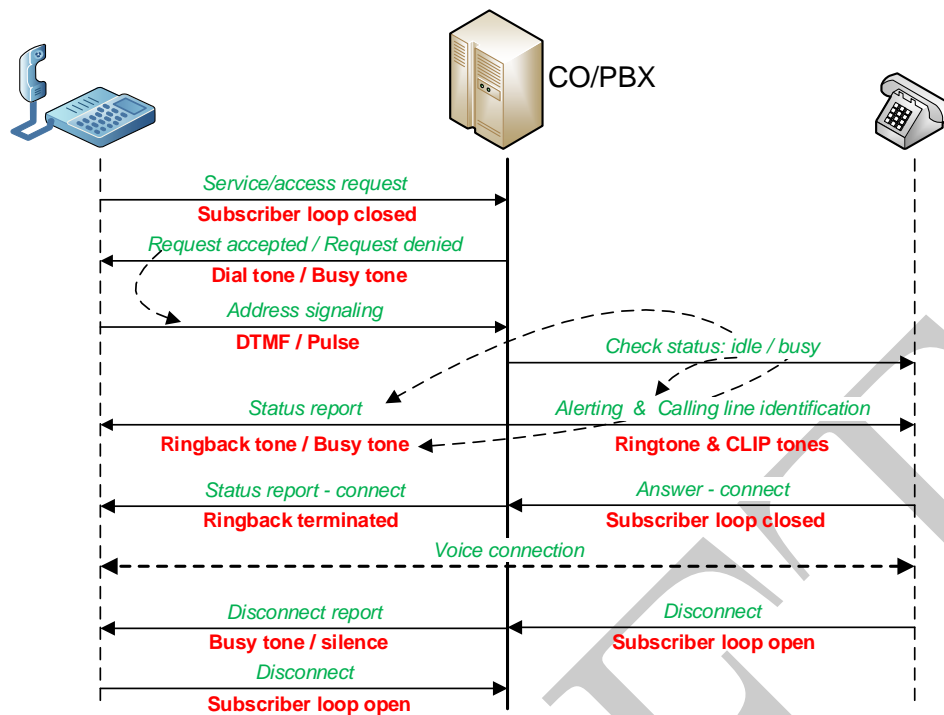 CO/PBX
Service/access request
Subscriber loop closed
Request accepted / Request denied
Dial tone / Busy tone
Address signaling
DTMF / Pulse
Check status: idle / busy
Status report
Alerting & Calling line identification
Ringback tone / Busy tone
Ringtone & CLIP tones
Status report - connect
Answer - connect
Ringback terminated
Subscriber loop closed
Voice connection
Disconnect report
Disconnect
Busy tone / silence
Subscriber loop open
Disconnect
Subscriber loop open